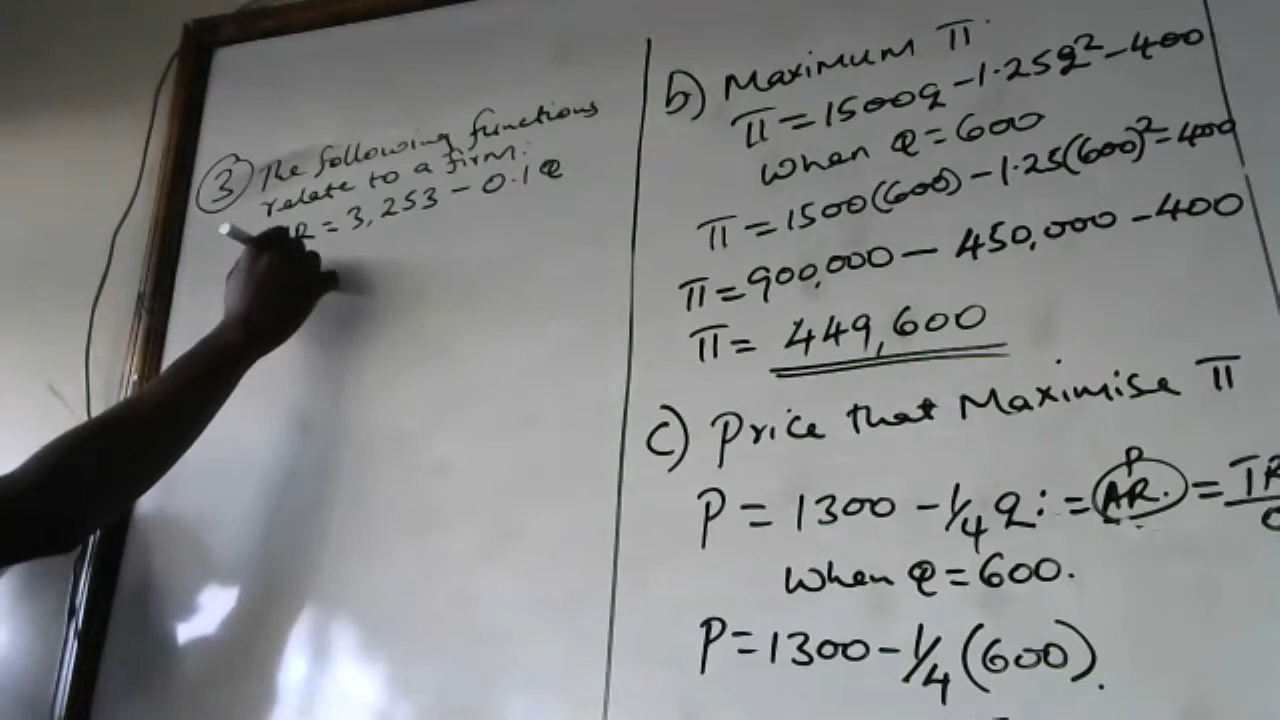 ③ The following functions
relate to a firm:
R = 3,253 - 0.1Q
b) Maximum π
π = 1500q - 1.25q² - 400
when Q = 600
π = 1500(600) - 1.25(600)² = 400
π = 900,000 - 450,000 - 400
π = 449,600
c) Price that Maximise π
P
P = 1300 - 1/4 q : = AR. = TR
when Q = 600.
P = 1300 - 1/4 (600).